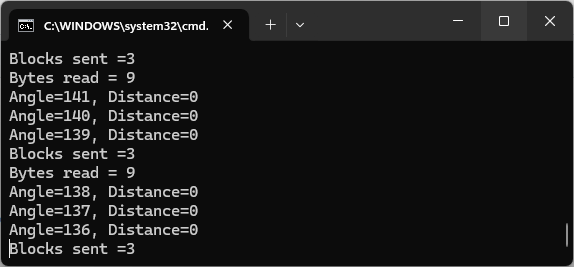 C:\WINDOWS\system32\cmd.
Blocks sent =3
Bytes read = 9
Angle=141, Distance=0
Angle=140, Distance=0
Angle=139, Distance=0
Blocks sent =3
Bytes read = 9
Angle=138, Distance=0
Angle=137, Distance=0
Angle=136, Distance=0
Blocks sent =3